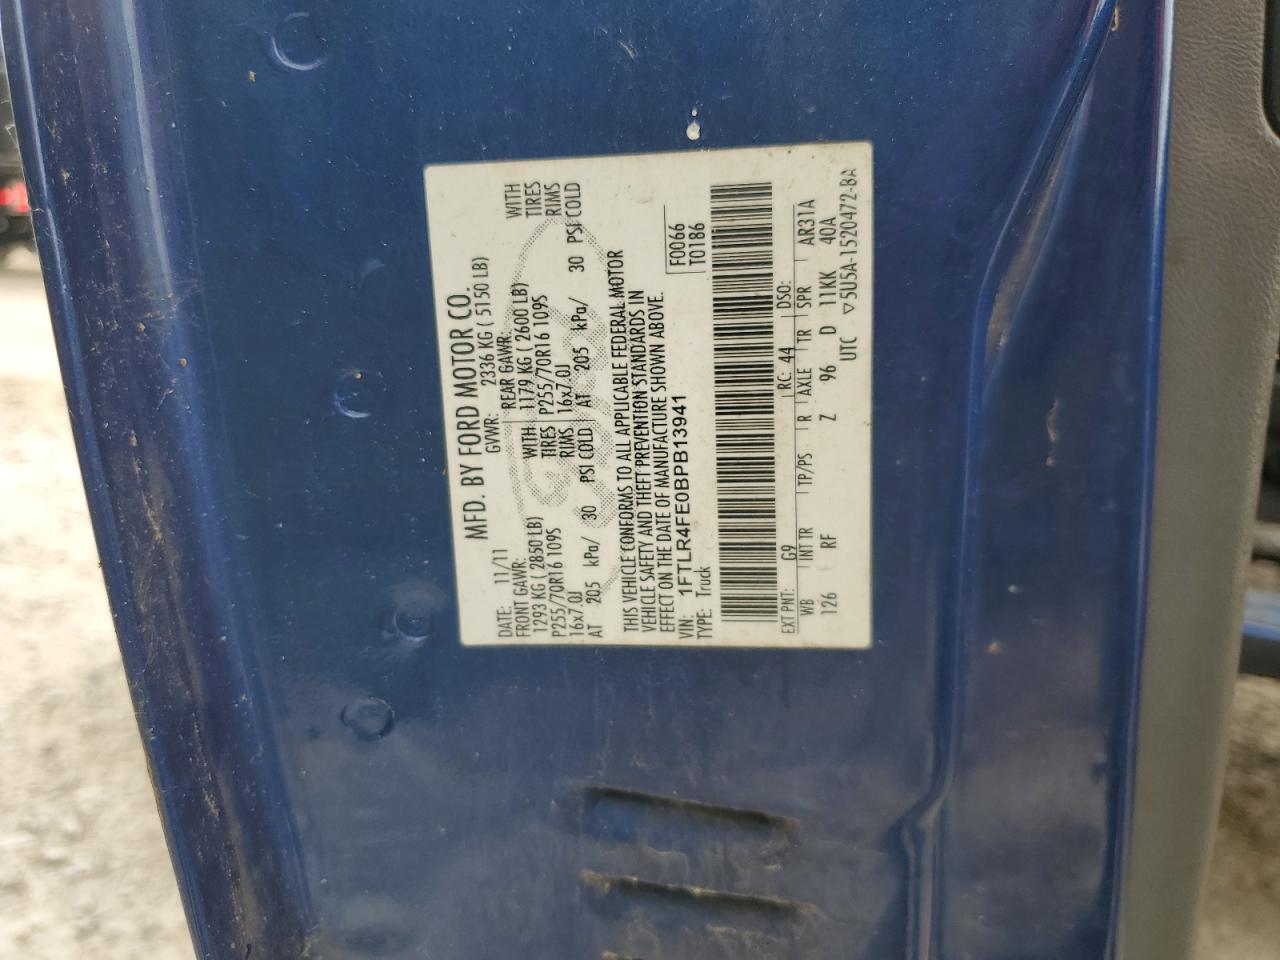 MFD. BY FORD MOTOR CO.
DATE: 11/11 GVWR: 2336 KG ( 5150 LB)
FRONT GAWR: REAR GAWR:
1293 KG ( 2850 LB) WITH 1179 KG ( 2600 LB) WITH
P255/70R16 109S TIRES P255/70R16 109S TIRES
16x7.0J RIMS 16x7.0J RIMS
AT 205 kPa/ 30 PSI COLD AT 205 kPa/ 30 PSI COLD
THIS VEHICLE CONFORMS TO ALL APPLICABLE FEDERAL MOTOR
VEHICLE SAFETY AND THEFT PREVENTION STANDARDS IN
EFFECT ON THE DATE OF MANUFACTURE SHOWN ABOVE.
VIN: 1FTLR4FE0BPB13941
TYPE: Truck
F0066
T0186
EXT PNT: G9 RC: 44 DSO:
WB INT TR TP/PS R AXLE TR SPR AR31A
126 RF Z 96 D 11KK 40A
UTC ▽5U5A-1520472-BA